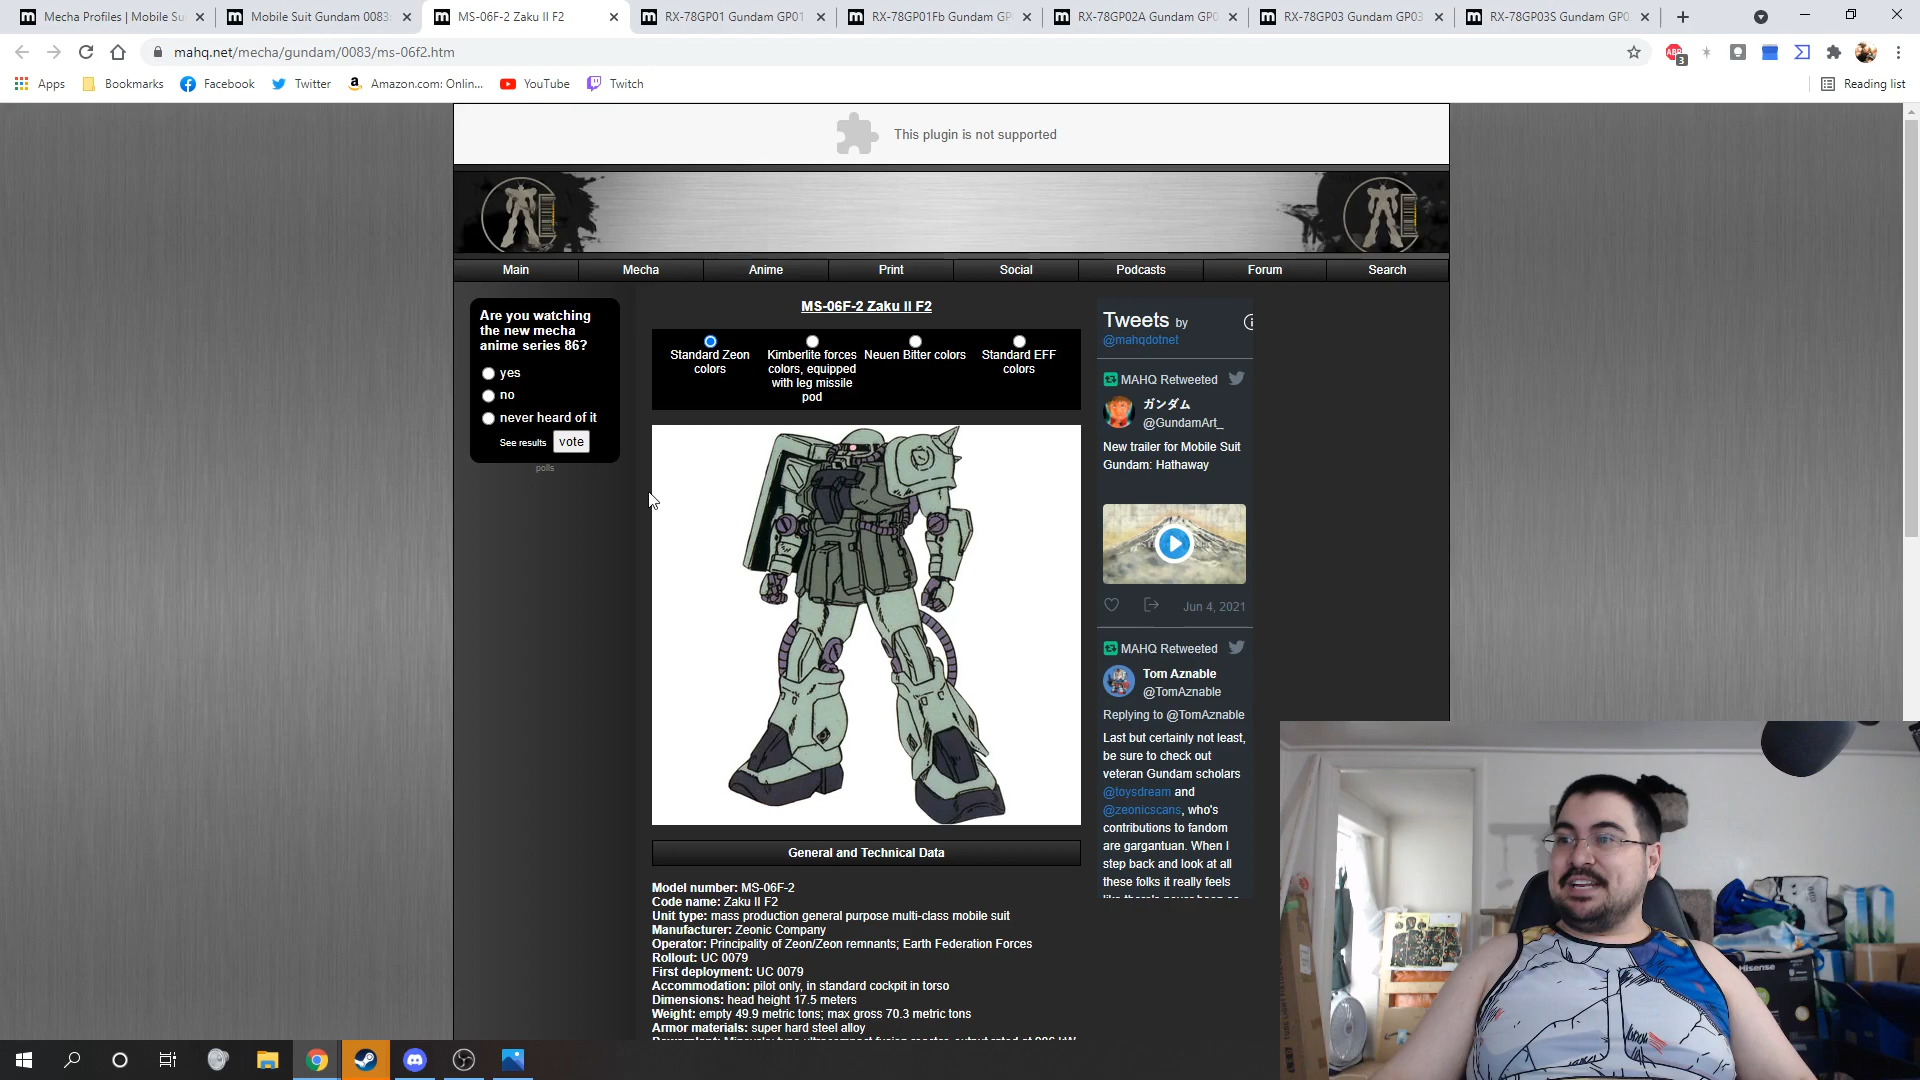 Mecha Profiles | Mobile Su
Mobile Suit Gundam 0083:
MS-06F-2 Zaku II F2
RX-78GP01 Gundam GP01
RX-78GP01Fb Gundam GP
RX-78GP02A Gundam GP0
RX-78GP03 Gundam GP03
RX-78GP03S Gundam GP0
mahq.net/mecha/gundam/0083/ms-06f2.htm
ABP
3
Apps
Bookmarks
Facebook
Twitter
Amazon.com: Onlin...
YouTube
Twitch
Reading list
This plugin is not supported
Main
Mecha
Anime
Print
Social
Podcasts
Forum
Search
Are you watching
the new mecha
anime series 86?
yes
no
never heard of it
See results
vote
polls
MS-06F-2 Zaku II F2
Standard Zeon
colors
Kimberlite forces
colors, equipped
with leg missile
pod
Neuen Bitter colors
Standard EFF
colors
General and Technical Data
Model number: MS-06F-2
Code name: Zaku II F2
Unit type: mass production general purpose multi-class mobile suit
Manufacturer: Zeonic Company
Operator: Principality of Zeon/Zeon remnants; Earth Federation Forces
Rollout: UC 0079
First deployment: UC 0079
Accommodation: pilot only, in standard cockpit in torso
Dimensions: head height 17.5 meters
Weight: empty 49.9 metric tons; max gross 70.3 metric tons
Armor materials: super hard steel alloy
Tweets by
@mahqdotnet
MAHQ Retweeted
ガンダム
@GundamArt_
New trailer for Mobile Suit
Gundam: Hathaway
Jun 4, 2021
MAHQ Retweeted
Tom Aznable
@TomAznable
Replying to @TomAznable
Last but certainly not least,
be sure to check out
veteran Gundam scholars
@toysdream and
@zeonicscans, who's
contributions to fandom
are gargantuan. When I
step back and look at all
these folks it really feels
Hisense